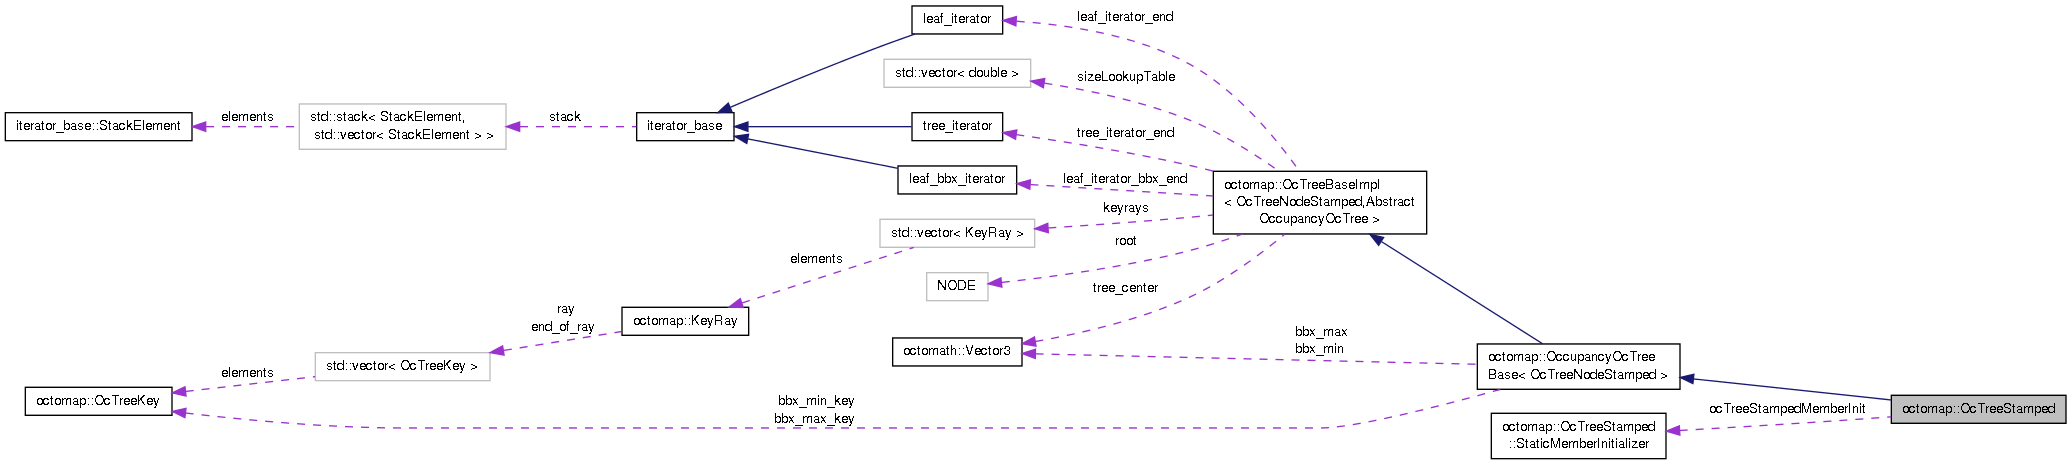 leaf_iterator
leaf_iterator_end
std::vector< double >
sizeLookupTable
iterator_base::StackElement
elements
std::stack< StackElement,
std::vector< StackElement > >
stack
iterator_base
tree_iterator
tree_iterator_end
leaf_bbx_iterator
leaf_iterator_bbx_end
octomap::OcTreeBaseImpl
< OcTreeNodeStamped,Abstract
OccupancyOcTree >
keyrays
std::vector< KeyRay >
root
elements
NODE
tree_center
ray
end_of_ray
octomap::KeyRay
octomath::Vector3
bbx_max
bbx_min
octomap::OccupancyOcTree
Base< OcTreeNodeStamped >
std::vector< OcTreeKey >
elements
octomap::OcTreeKey
bbx_min_key
bbx_max_key
ocTreeStampedMemberInit
octomap::OcTreeStamped
octomap::OcTreeStamped
::StaticMemberInitializer